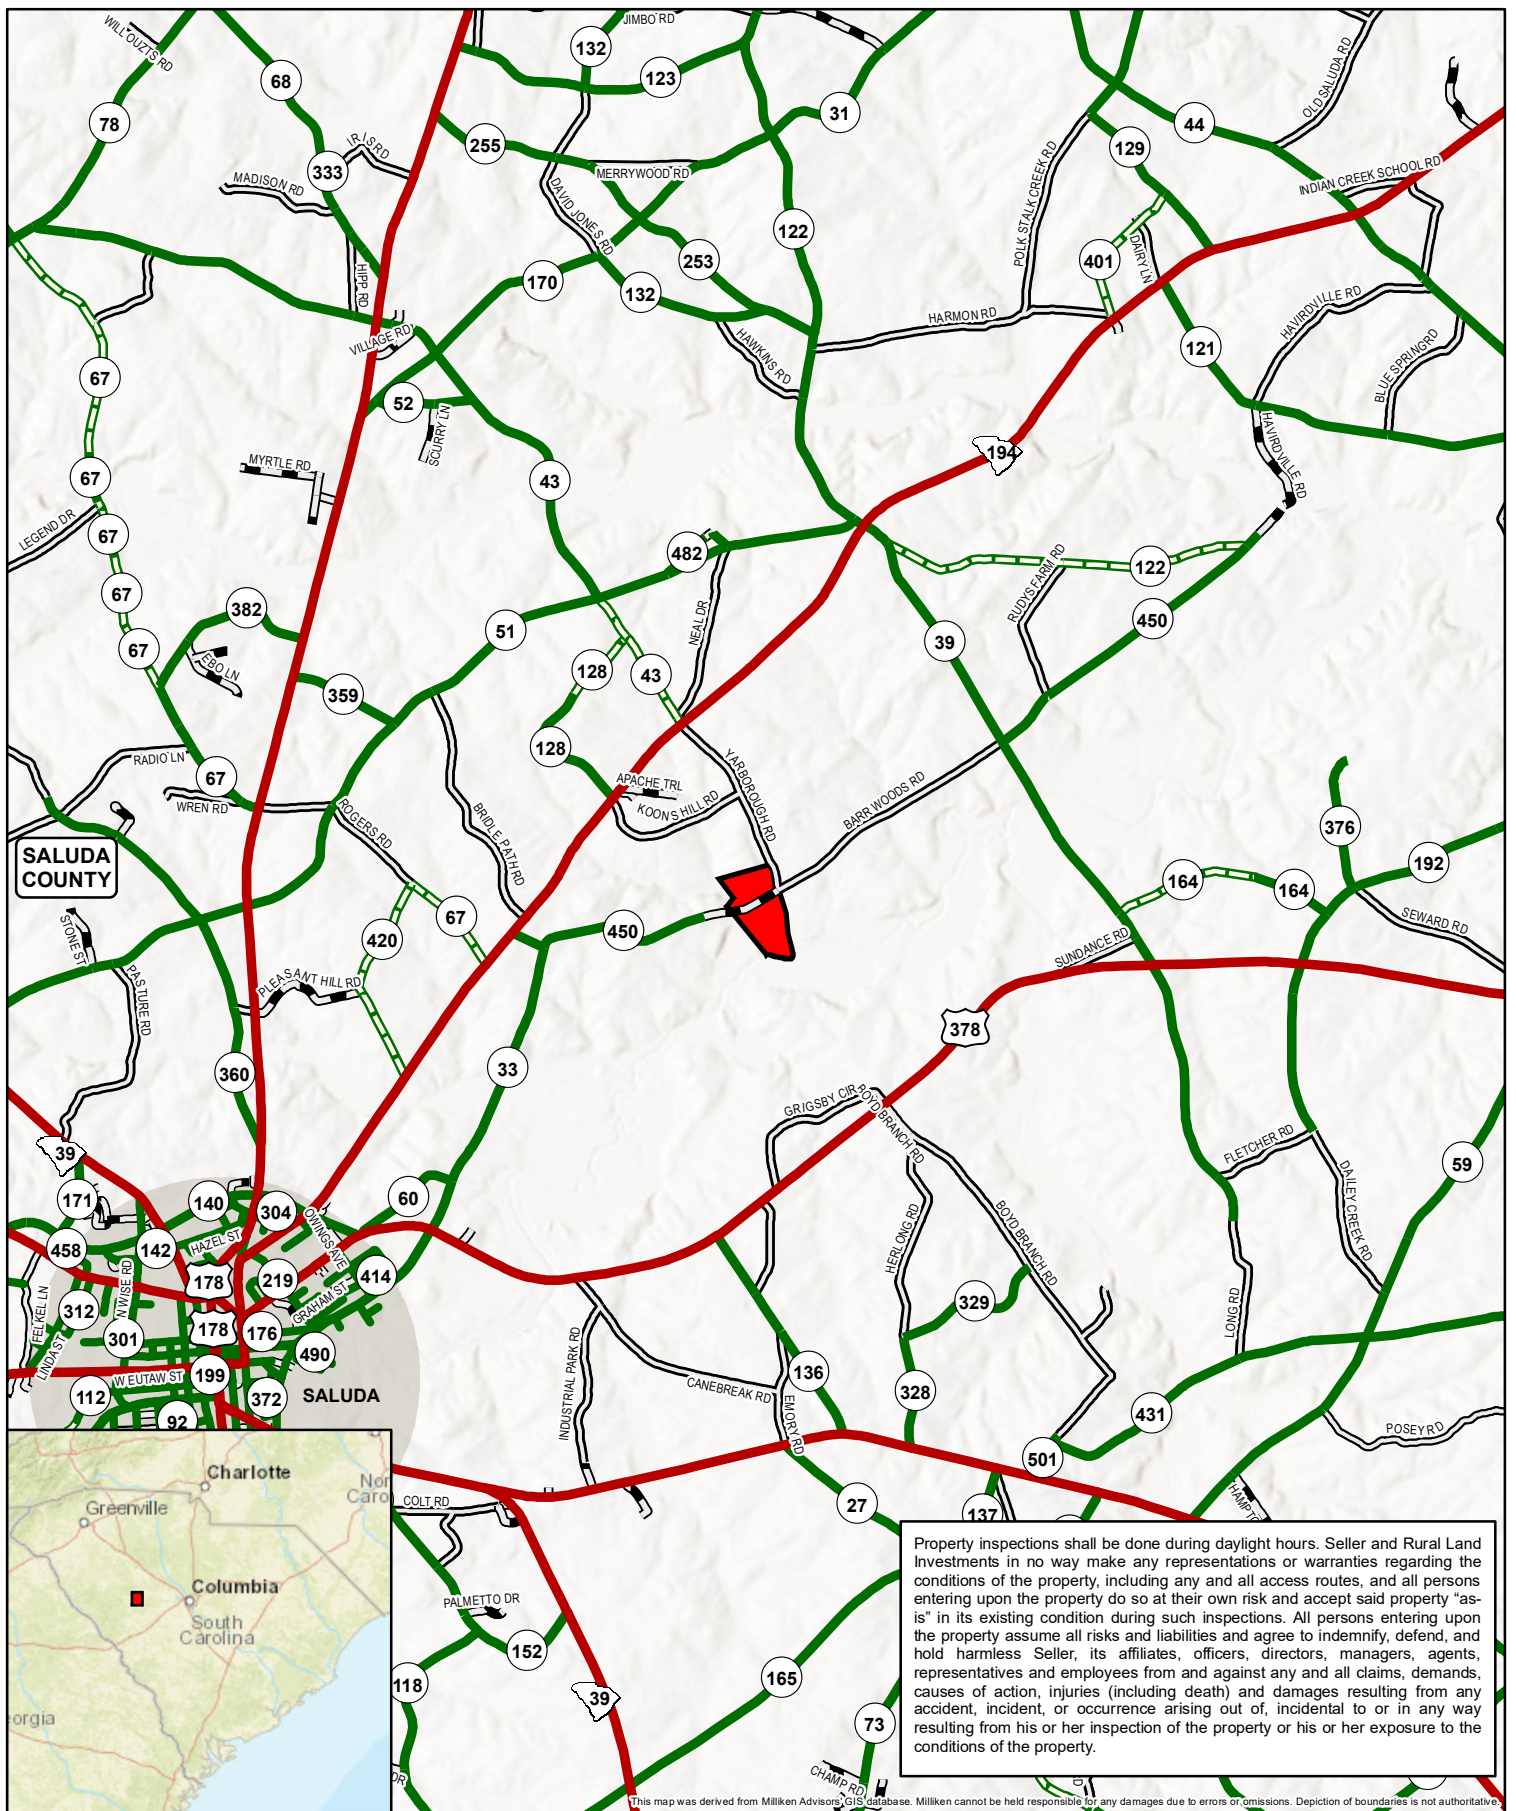 WILLOUZTS RD
JIMBO RD
132
68
123
OLD SALUDA RD
78
31
44
IRIS RD
255
129
333
MERRYWOOD RD
POLK STALK CREEK RD
INDIAN CREEK SCHOOL RD
MADISON RD
DAVID JONES RD
122
DAIRY LN
401
253
HIPP RD
170
132
HARMON RD
HAVIRDVILLE RD
VILLAGE RD
HAWKINS RD
121
BLUE SPRING RD
67
52
SCURRY LN
HAVIRDVILLE RD
194
MYRTLE RD
67
43
LEGEND DR
67
482
122
RUDYS FARM RD
67
382
NEAL DR
450
51
39
67
EBO LN
128
43
359
128
RADIO LN
67
APACHE TRL
YARBOROUGH RD
WREN RD
ROGERS RD
BRIDLE PATH RD
KOONS HILL RD
BARR WOODS RD
376
SALUDA
COUNTY
192
164
164
67
450
STONE ST
420
SEWARD RD
SUNDANCE RD
PASTURE RD
PLEASANT HILL RD
378
360
33
GRIGSBY CIR
BOYD BRANCH RD
39
FLETCHER RD
59
DAILEY CREEK RD
171
140
304
60
OWINGS AVE
HERLONG RD
BOYD BRANCH RD
458
142
HAZEL ST
178
219
414
FELKEL LN
312
N WISE RD
GRAHAM ST
329
LONG RD
301
178
176
LINDA ST
490
INDUSTRIAL PARK RD
136
W EUTAW ST
199
CANEBREAK RD
328
112
372
SALUDA
431
92
EMORY RD
POSEY RD
501
COLT RD
27
137
PALMETTO DR
152
118
165
39
73
CHAMP RD
DR
Charlotte
Greenville
Columbia
South
Carolina
Property inspections shall be done during daylight hours. Seller and Rural Land
Investments in no way make any representations or warranties regarding the
conditions of the property, including any and all access routes, and all persons
entering upon the property do so at their own risk and accept said property “as-
is” in its existing condition during such inspections. All persons entering upon
the property assume all risks and liabilities and agree to indemnify, defend, and
hold harmless Seller, its affiliates, officers, directors, managers, agents,
representatives and employees from and against any and all claims, demands,
causes of action, injuries (including death) and damages resulting from any
accident, incident, or occurrence arising out of, incidental to or in any way
resulting from his or her inspection of the property or his or her exposure to the
conditions of the property.
This map was derived from Milliken Advisors' GIS database. Milliken cannot be held responsible for any damages due to errors or omissions. Depiction of boundaries is not authoritative.